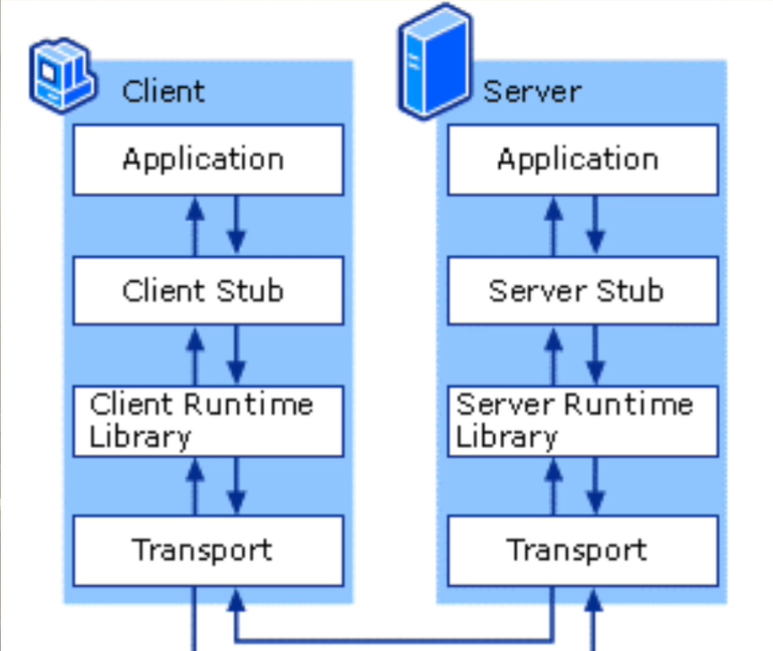 Client
Application
Client Stub
Client Runtime
Library
Transport
Server
Application
Server Stub
Server Runtime
Library
Transport